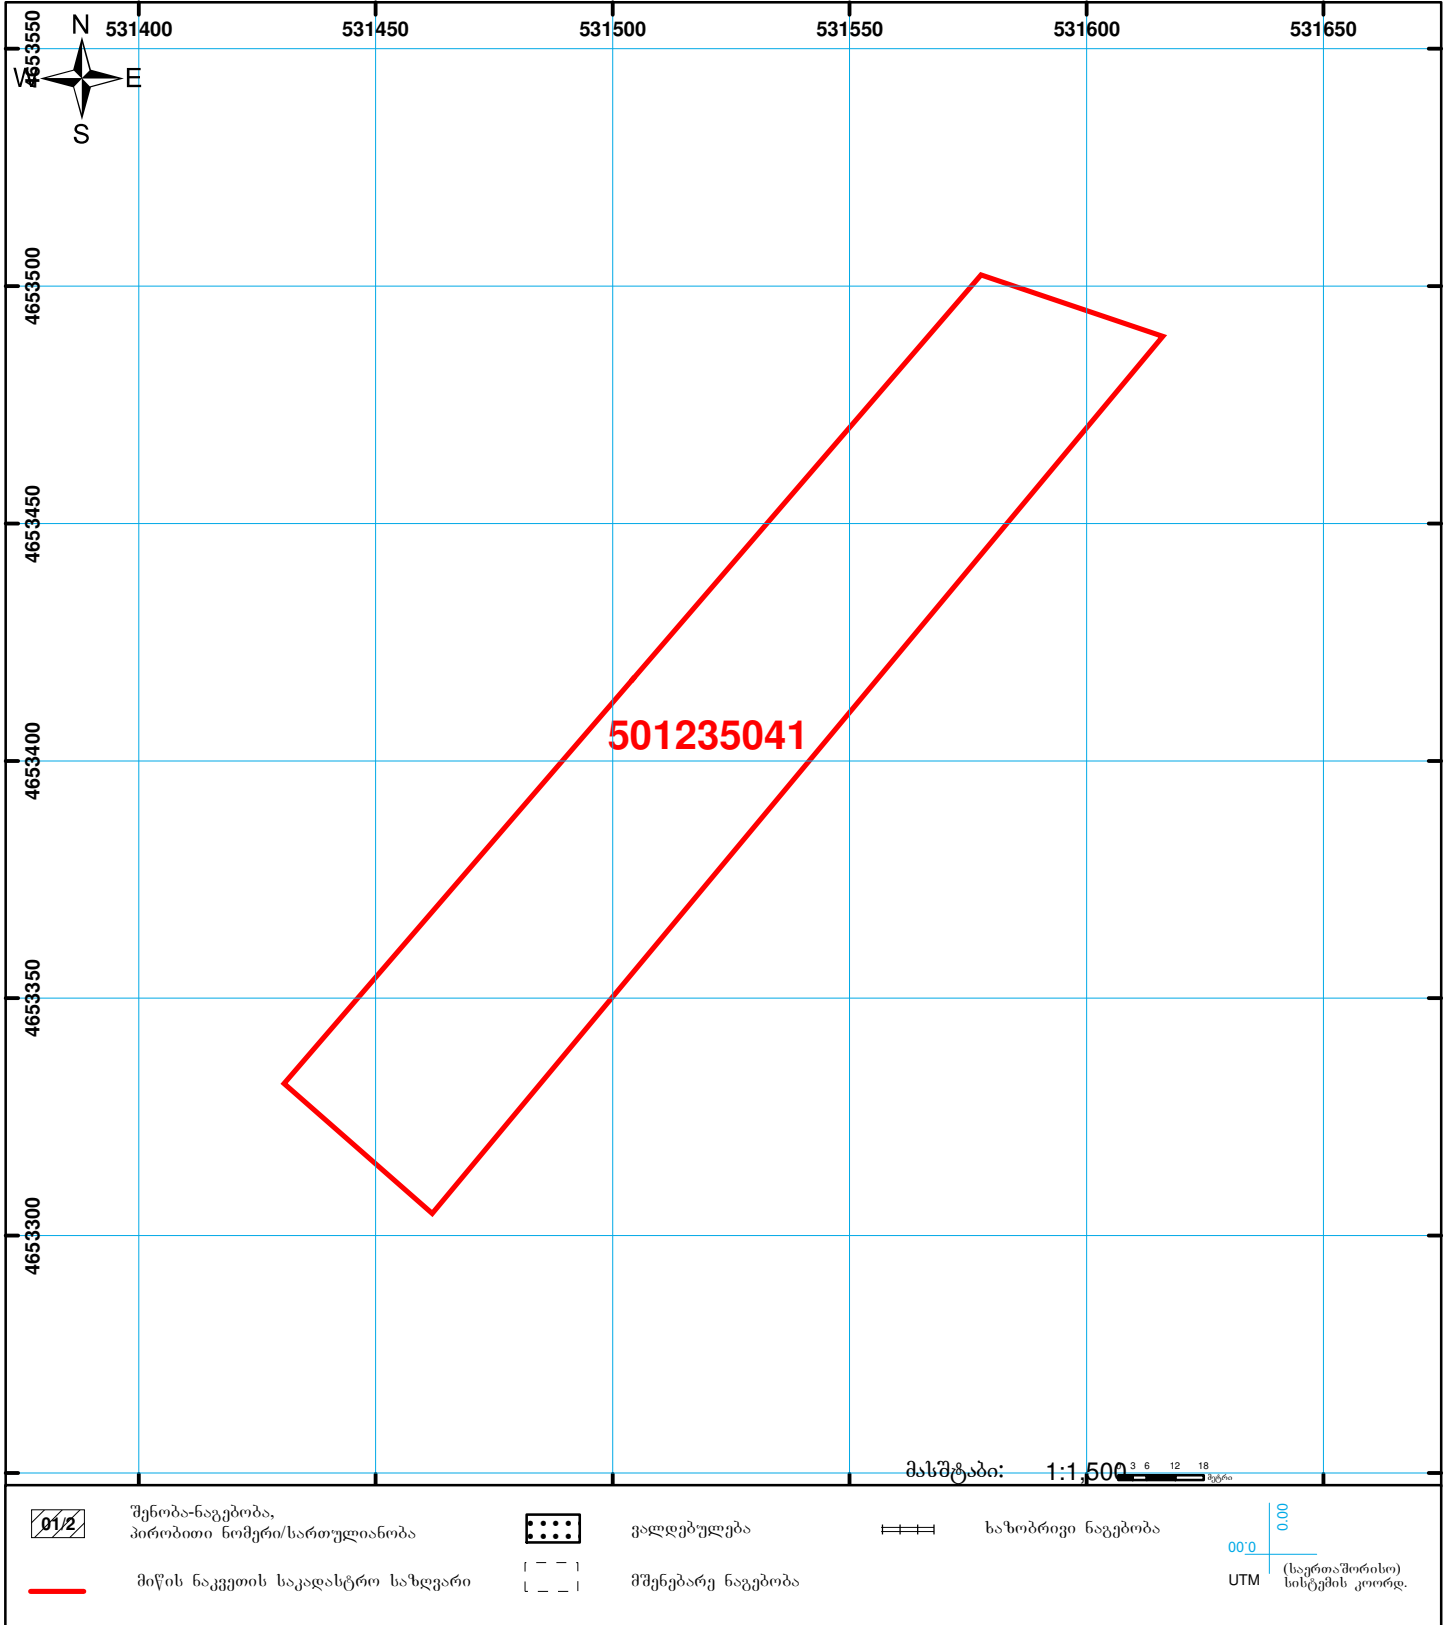 N
W E
S
531400 531450 531500 531550 531600 531650
4653550
4653500
4653450
4653400
4653350
4653300
501235041
მასშტაბი: 1:1,500
3 6 12 18
მეტრი
01/2
შენობა-ნაგებობა,
პირობითი ნომერი/სართულიანობა
ვალდებულება
ხაზობრივი ნაგებობა
მიწის ნაკვეთის საკადასტრო საზღვარი
მშენებარე ნაგებობა
0.00
0.00
UTM
(საერთაშორისო)
სისტემის კოორდ.